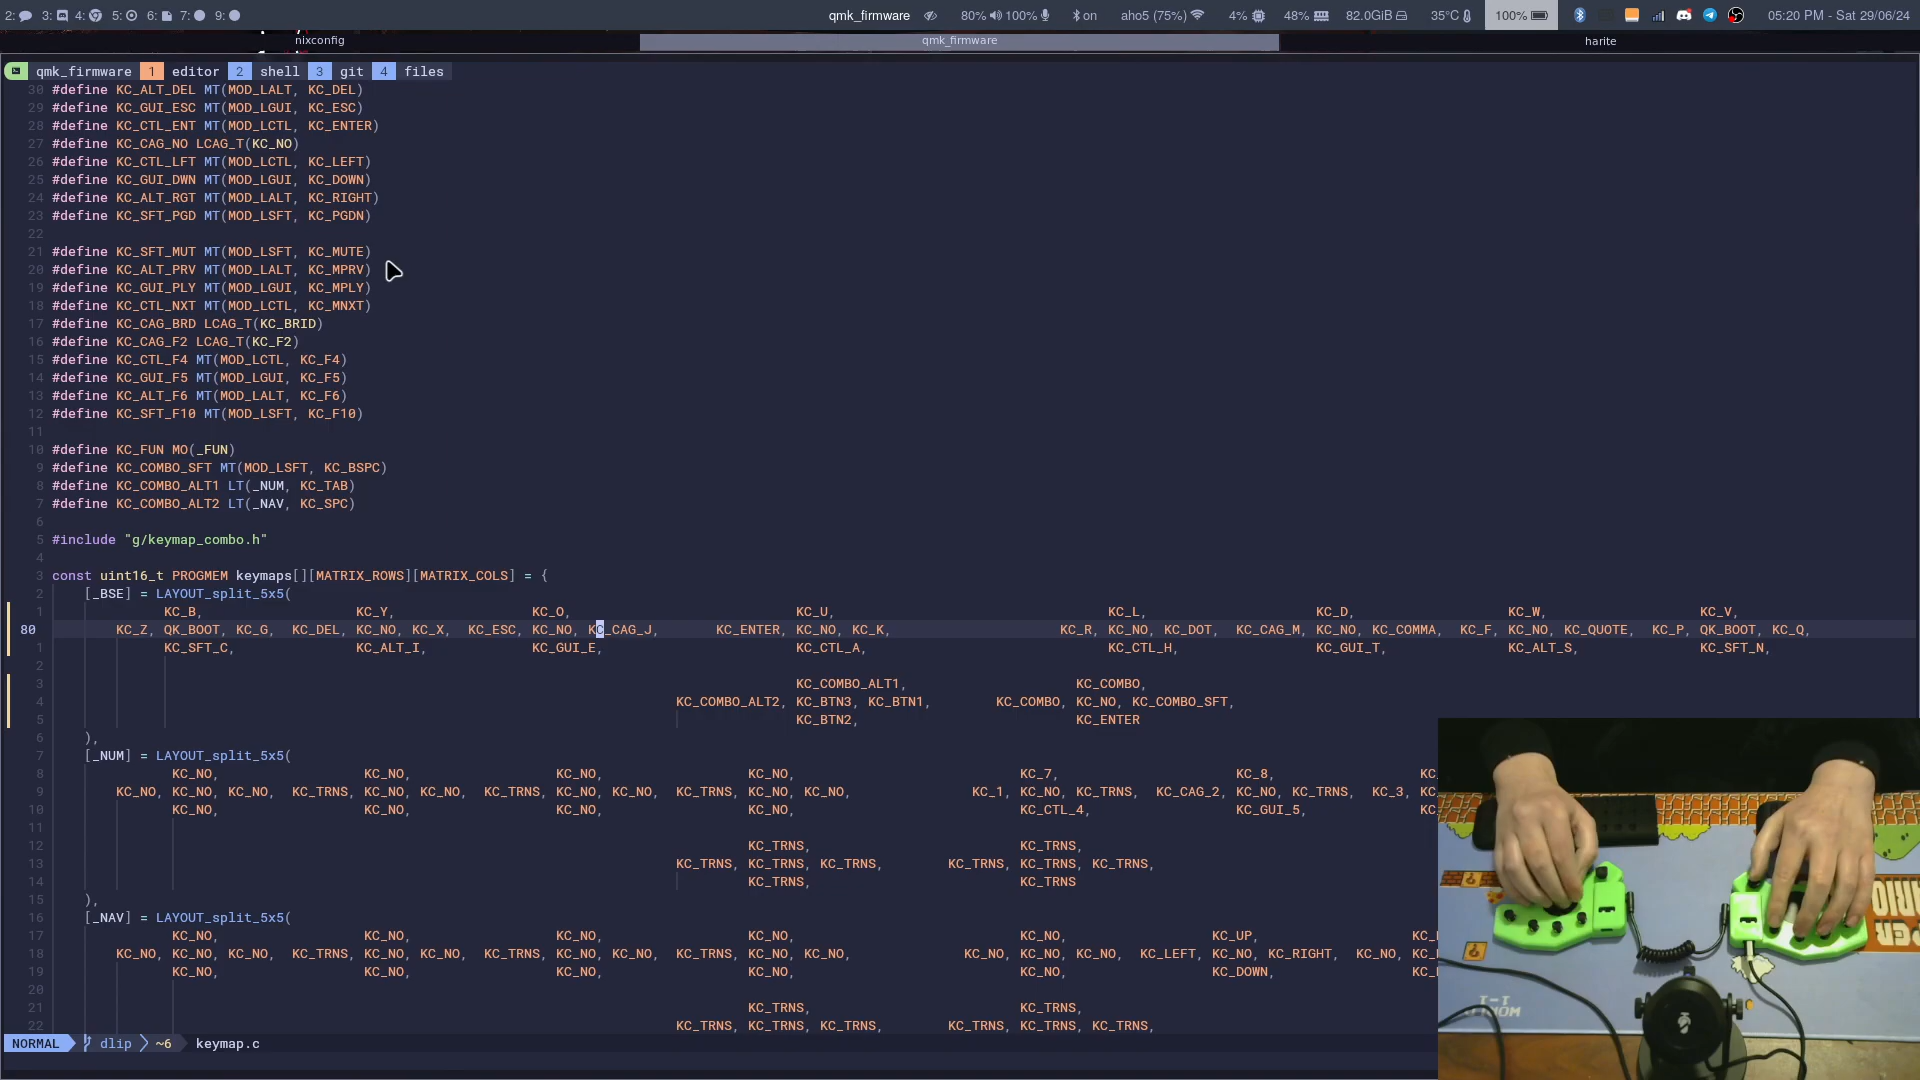 2: 3: 4: 5: 6: 7: 9: qmk_firmware 80% 100% on aho5 (75%) 4% 48% 82.0GiB 35°C 100% 05:20 PM - Sat 29/06/24
nixconfig qmk_firmware harite
qmk_firmware 1 editor 2 shell 3 git 4 files
30 #define KC_ALT_DEL MT(MOD_LALT, KC_DEL)
29 #define KC_GUI_ESC MT(MOD_LGUI, KC_ESC)
28 #define KC_CTL_ENT MT(MOD_LCTL, KC_ENTER)
27 #define KC_CAG_NO LCAG_T(KC_NO)
26 #define KC_CTL_LFT MT(MOD_LCTL, KC_LEFT)
25 #define KC_GUI_DWN MT(MOD_LGUI, KC_DOWN)
24 #define KC_ALT_RGT MT(MOD_LALT, KC_RIGHT)
23 #define KC_SFT_PGD MT(MOD_LSFT, KC_PGDN)
22
21 #define KC_SFT_MUT MT(MOD_LSFT, KC_MUTE)
20 #define KC_ALT_PRV MT(MOD_LALT, KC_MPRV)
19 #define KC_GUI_PLY MT(MOD_LGUI, KC_MPLY)
18 #define KC_CTL_NXT MT(MOD_LCTL, KC_MNXT)
17 #define KC_CAG_BRD LCAG_T(KC_BRID)
16 #define KC_CAG_F2 LCAG_T(KC_F2)
15 #define KC_CTL_F4 MT(MOD_LCTL, KC_F4)
14 #define KC_GUI_F5 MT(MOD_LGUI, KC_F5)
13 #define KC_ALT_F6 MT(MOD_LALT, KC_F6)
12 #define KC_SFT_F10 MT(MOD_LSFT, KC_F10)
11
10 #define KC_FUN MO(_FUN)
9 #define KC_COMBO_SFT MT(MOD_LSFT, KC_BSPC)
8 #define KC_COMBO_ALT1 LT(_NUM, KC_TAB)
7 #define KC_COMBO_ALT2 LT(_NAV, KC_SPC)
6
5 #include "g/keymap_combo.h"
4
3 const uint16_t PROGMEM keymaps[][MATRIX_ROWS][MATRIX_COLS] = {
2 [_BSE] = LAYOUT_split_5x5(
1 KC_B, KC_Y, KC_O, KC_U, KC_L, KC_D, KC_W, KC_V,
80 KC_Z, QK_BOOT, KC_G, KC_DEL, KC_NO, KC_X, KC_ESC, KC_NO, KC_CAG_J, KC_ENTER, KC_NO, KC_K, KC_R, KC_NO, KC_DOT, KC_CAG_M, KC_NO, KC_COMMA, KC_F, KC_NO, KC_QUOTE, KC_P, QK_BOOT, KC_Q,
1 KC_SFT_C, KC_ALT_I, KC_GUI_E, KC_CTL_A, KC_CTL_H, KC_GUI_T, KC_ALT_S, KC_SFT_N,
2
3 KC_COMBO_ALT1, KC_COMBO,
4 KC_COMBO_ALT2, KC_BTN3, KC_BTN1, KC_COMBO, KC_NO, KC_COMBO_SFT,
5 KC_BTN2, KC_ENTER
6 ),
7 [_NUM] = LAYOUT_split_5x5(
8 KC_NO, KC_NO, KC_NO, KC_NO, KC_7, KC_8, KC_
9 KC_NO, KC_NO, KC_NO, KC_TRNS, KC_NO, KC_NO, KC_TRNS, KC_NO, KC_NO, KC_TRNS, KC_NO, KC_NO, KC_1, KC_NO, KC_TRNS, KC_CAG_2, KC_NO, KC_TRNS, KC_3, KC
10 KC_NO, KC_NO, KC_NO, KC_NO, KC_CTL_4, KC_GUI_5, KC
11
12 KC_TRNS, KC_TRNS,
13 KC_TRNS, KC_TRNS, KC_TRNS, KC_TRNS, KC_TRNS, KC_TRNS,
14 KC_TRNS, KC_TRNS
15 ),
16 [_NAV] = LAYOUT_split_5x5(
17 KC_NO, KC_NO, KC_NO, KC_NO, KC_NO, KC_UP, KC_
18 KC_NO, KC_NO, KC_NO, KC_TRNS, KC_NO, KC_NO, KC_TRNS, KC_NO, KC_NO, KC_TRNS, KC_NO, KC_NO, KC_NO, KC_NO, KC_NO, KC_LEFT, KC_NO, KC_RIGHT, KC_NO, KC
19 KC_NO, KC_NO, KC_NO, KC_NO, KC_NO, KC_DOWN, KC_
20
21 KC_TRNS, KC_TRNS,
22 KC_TRNS, KC_TRNS, KC_TRNS, KC_TRNS, KC_TRNS, KC_TRNS,
NORMAL dlip ~6 keymap.c